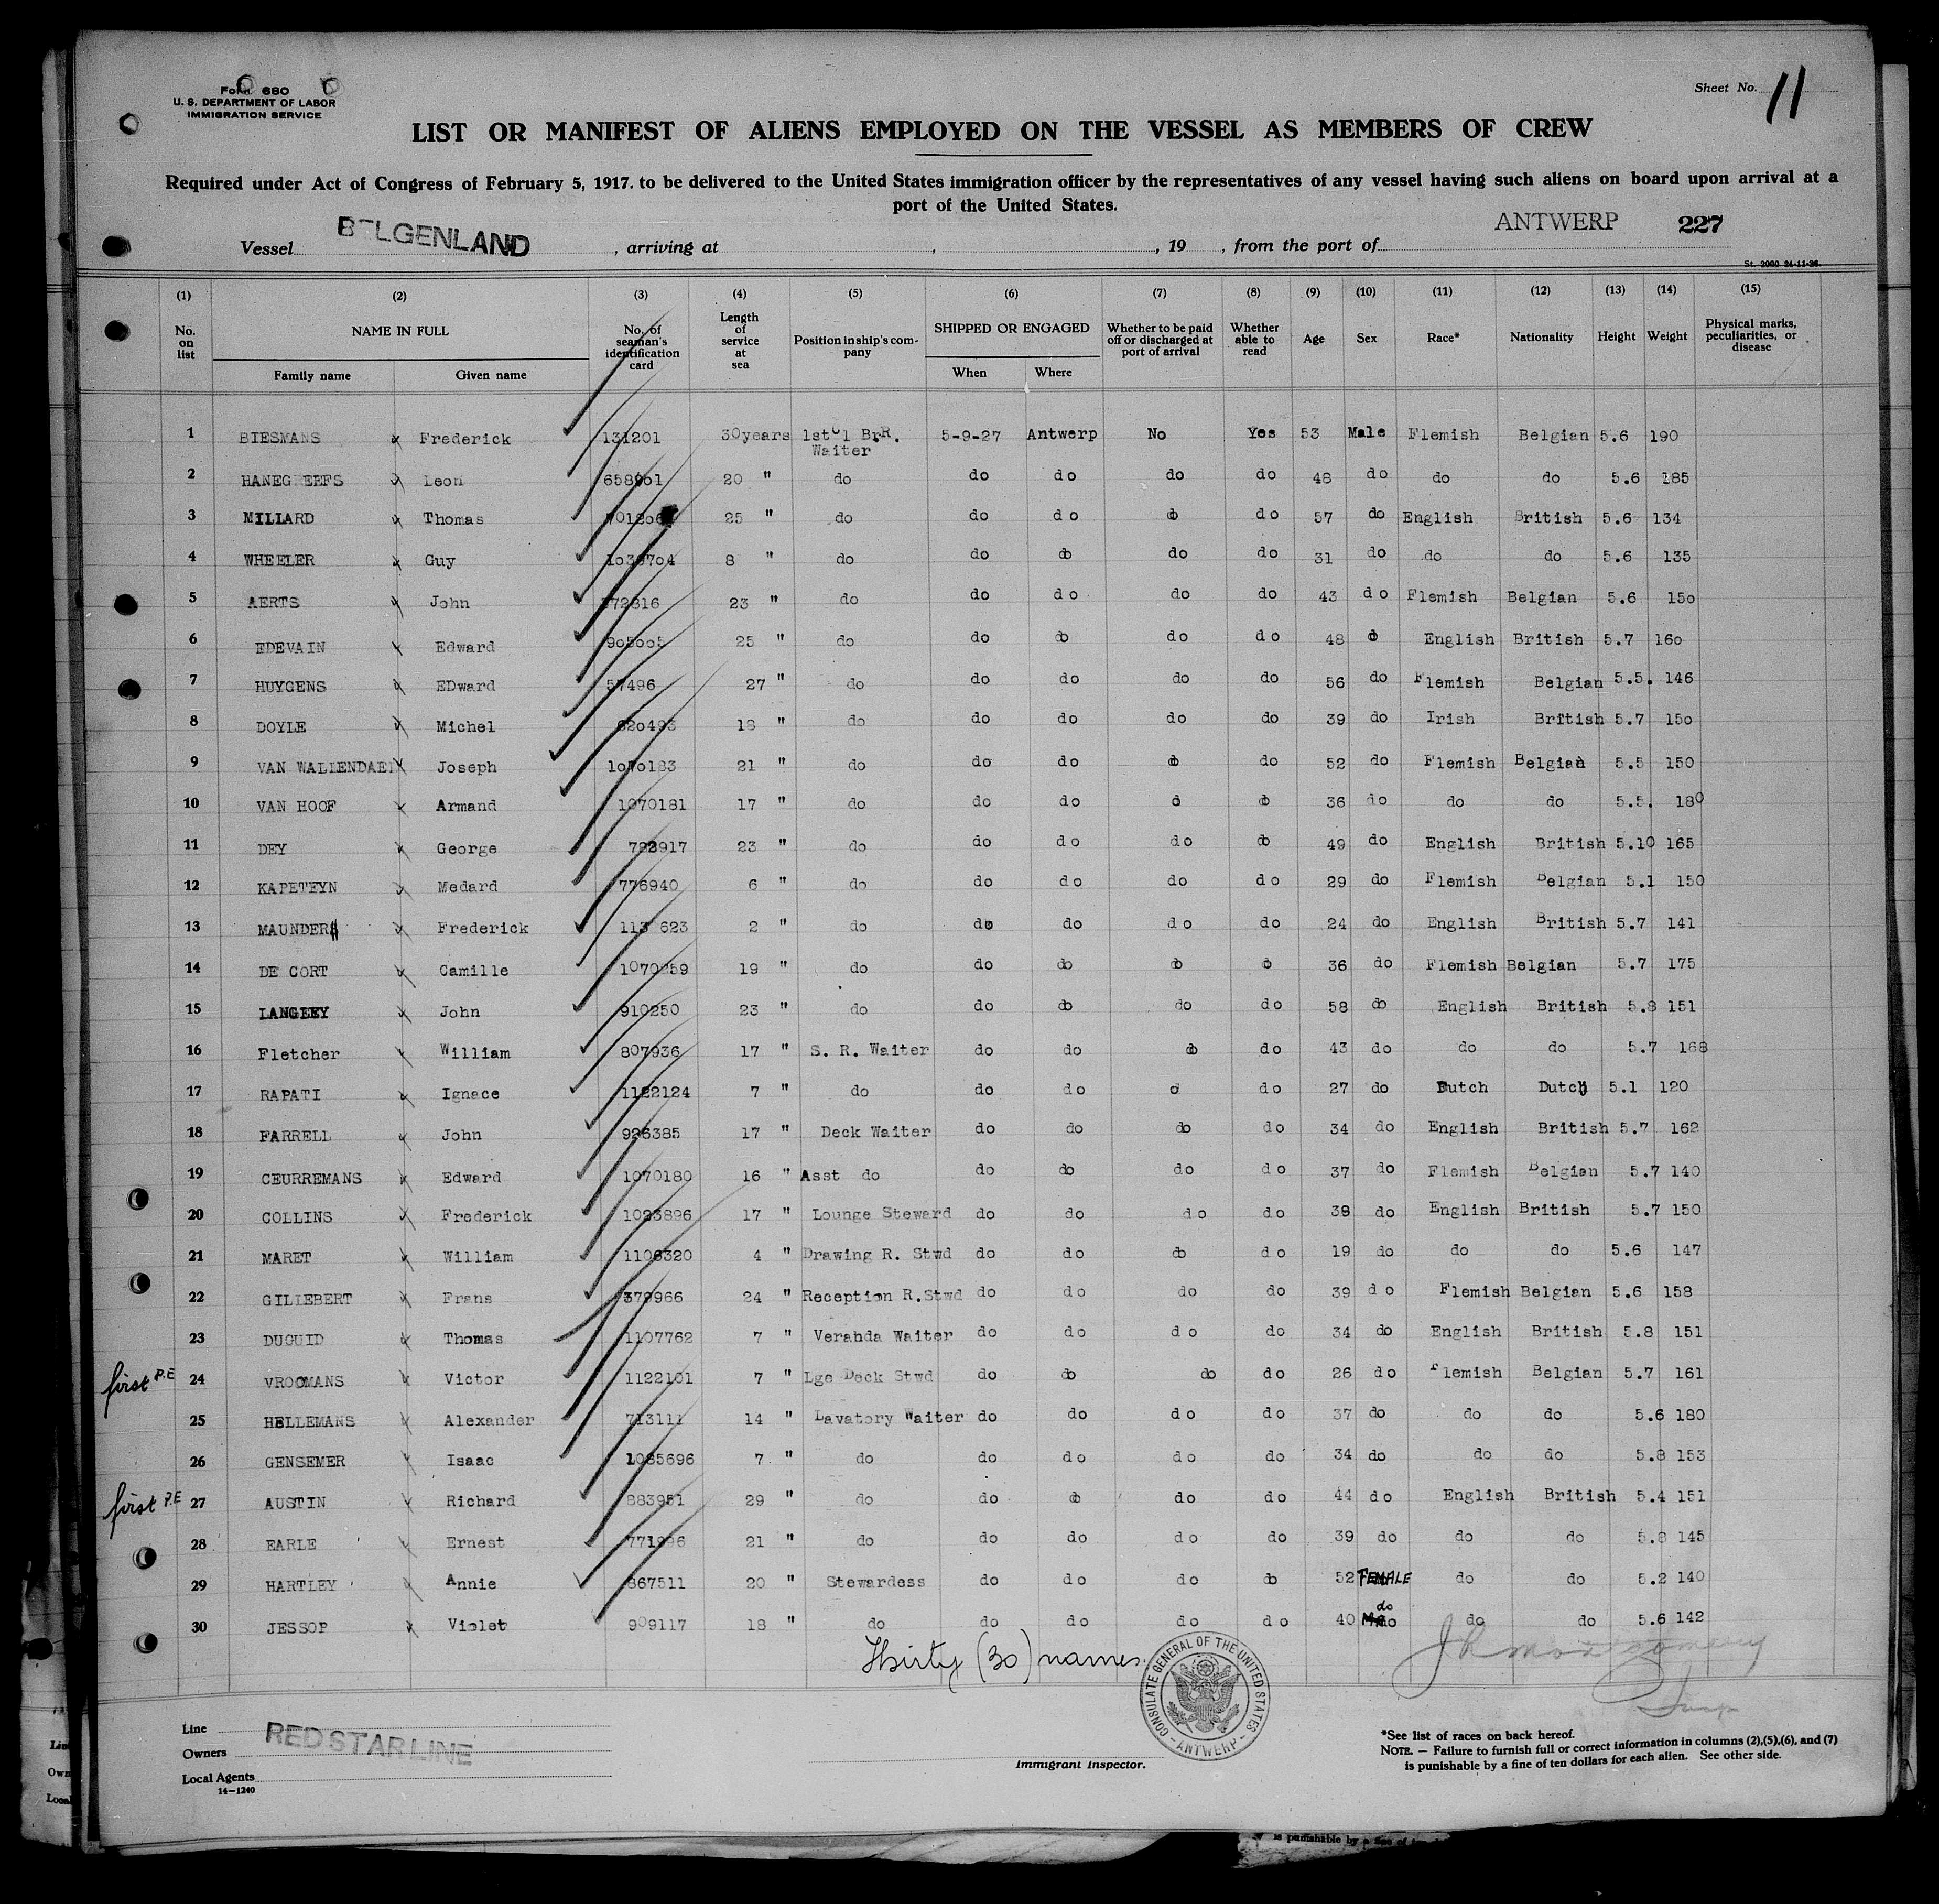 Form 680
U. S. DEPARTMENT OF LABOR
IMMIGRATION SERVICE
Sheet No. 11
LIST OR MANIFEST OF ALIENS EMPLOYED ON THE VESSEL AS MEMBERS OF CREW
Required under Act of Congress of February 5, 1917. to be delivered to the United States immigration officer by the representatives of any vessel having such aliens on board upon arrival at a
port of the United States.
Vessel BELGENLAND , arriving at , , 19 , from the port of ANTWERP 227
St. 2000 24-11-26.
(1) (2) (3) (4) (5) (6) (7) (8) (9) (10) (11) (12) (13) (14) (15)
No. on list NAME IN FULL Family name Given name No. of seaman's identification card Length of service at sea Position in ship's company SHIPPED OR ENGAGED When Where Whether to be paid off or discharged at port of arrival Whether able to read Age Sex Race* Nationality Height Weight Physical marks, peculiarities, or disease
1 BIESMANS Frederick 131201 30years 1st Cl BrR. Waiter 5-9-27 Antwerp No Yes 53 Male Flemish Belgian 5.6 190
2 HANEGREEFS Leon 658901 20 " do do do do do 48 do do do 5.6 185
3 MILLARD Thomas 25 " do do do do do 57 do English British 5.6 134
4 WHEELER Guy 8 " do do do do do 31 do do do 5.6 135
5 AERTS John 23 " do do do do do 43 do Flemish Belgian 5.6 150
6 EDEVAIN Edward 905005 25 " do do do do do 48 do English British 5.7 160
7 HUYGENS EDward 57496 27 " do do do do do 56 do Flemish Belgian 5.5. 146
8 DOYLE Michel 620493 18 " do do do do do 39 do Irish British 5.7 150
9 VAN WALLENDAEL Joseph 1070183 21 " do do do do do 52 do Flemish Belgian 5.5 150
10 VAN HOOF Armand 1070181 17 " do do do do do 36 do do do 5.5. 180
11 DEY George 23 " do do do do do 49 do English British 5.10 165
12 KAPETEYN Medard 776940 6 " do do do do do 29 do Flemish Belgian 5.1 150
13 MAUNDERS Frederick 2 " do do do do do 24 do English British 5.7 141
14 DE CORT Camille 1070259 19 " do do do do do 36 do Flemish Belgian 5.7 175
15 LANGLEY John 910250 23 " do do do do do 58 do English British 5.8 151
16 Fletcher William 807936 17 " S. R. Waiter do do do do 43 do do do 5.7 168
17 RAPATI Ignace 1122124 7 " do do do do do 27 do Dutch Dutch 5.1 120
18 FARRELL John 926385 17 " Deck Waiter do do do do 34 do English British 5.7 162
19 CEURREMANS Edward 1070180 16 " Asst do do do do do 37 do Flemish Belgian 5.7 140
20 COLLINS Frederick 1023896 17 " Lounge Steward do do do do 38 do English British 5.7 150
21 MARET William 1106320 4 " Drawing R. Stwd do do do do 19 do do do 5.6 147
22 GILLEBERT Frans 379966 24 " Reception R.Stwd do do do do 39 do Flemish Belgian 5.6 158
23 DUGUID Thomas 1107762 7 " Verahda Waiter do do do do 34 do English British 5.8 151
first P.E 24 VROOMANS Victor 1122101 7 " Lge Deck Stwd do do do do 26 do Flemish Belgian 5.7 161
25 HELLEMANS Alexander 713111 14 " Lavatory Waiter do do do do 37 do do do 5.6 180
26 GENSEMER Isaac 1085696 7 " do do do do do 34 do do do 5.8 153
first P.E 27 AUSTIN Richard 883951 29 " do do do do do 44 do English British 5.4 151
28 EARLE Ernest 771996 21 " do do do do do 39 do do do 5.8 145
29 HARTLEY Annie 867511 20 " Stewardess do do do do 52 FEMALE do do 5.2 140
30 JESSOP Violet 909117 18 " do do do do do 40 do do do 5.6 142
Thirty (30) names
J R Montgomery
CONSULATE GENERAL OF THE UNITED STATES - ANTWERP -
Line
Owners RED STAR LINE
Local Agents
14-1240
Immigrant Inspector.
*See list of races on back hereof.
NOTE. — Failure to furnish full or correct information in columns (2),(5),(6), and (7)
is punishable by a fine of ten dollars for each alien. See other side.